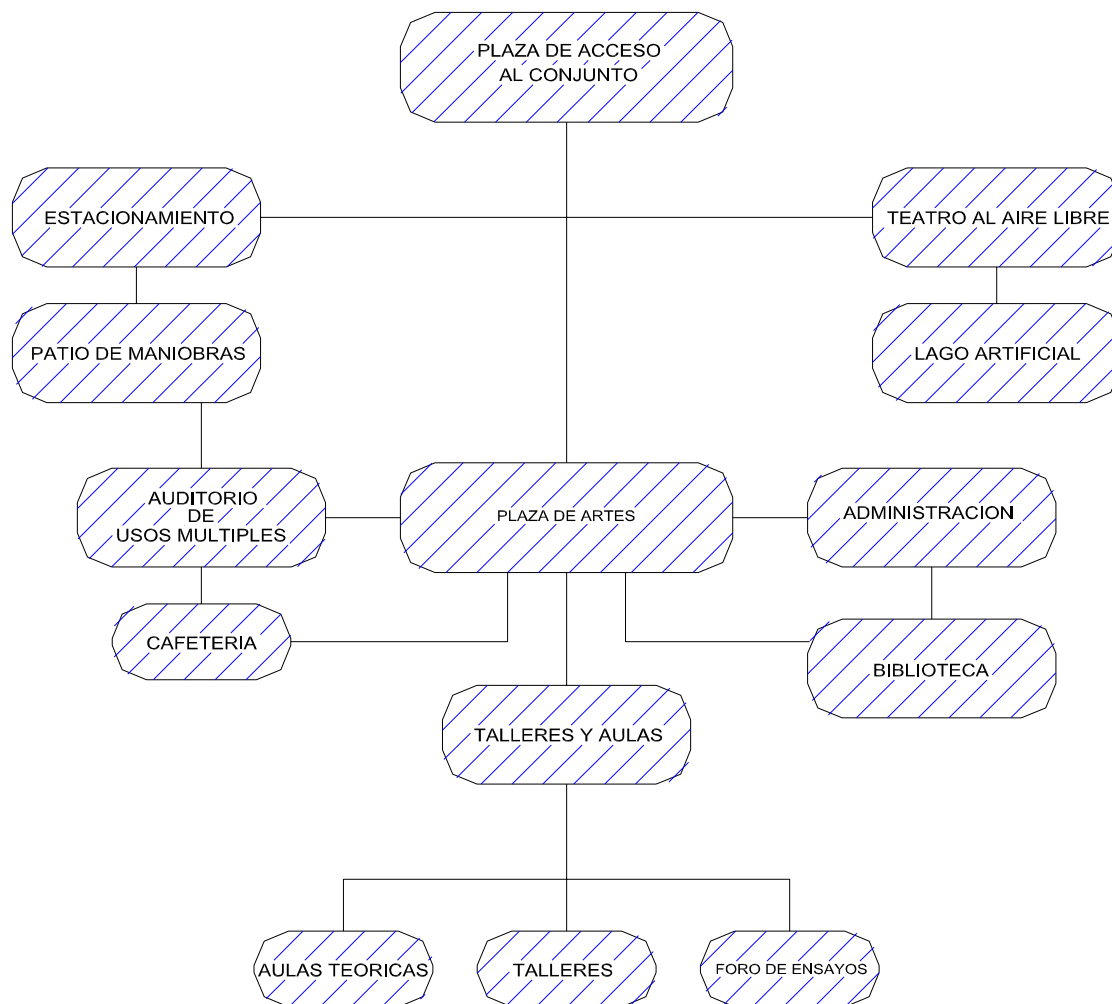 PLAZA DE ACCESO
AL CONJUNTO
ESTACIONAMIENTO
TEATRO AL AIRE LIBRE
PATIO DE MANIOBRAS
LAGO ARTIFICIAL
AUDITORIO
DE
USOS MULTIPLES
PLAZA DE ARTES
ADMINISTRACION
CAFETERIA
BIBLIOTECA
TALLERES Y AULAS
AULAS TEORICAS
TALLERES
FORO DE ENSAYOS